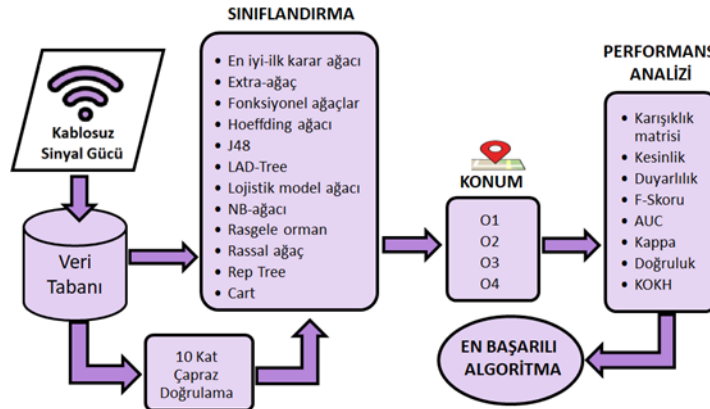 SINIFLANDIRMA
Kablosuz
Sinyal Gücü
Veri
Tabanı
10 Kat
Çapraz
Doğrulama
• En iyi-ilk karar ağacı
• Extra-ağaç
• Fonksiyonel ağaçlar
• Hoeffding ağacı
• J48
• LAD-Tree
• Lojistik model ağacı
• NB-ağacı
• Rasgele orman
• Rassal ağaç
• Rep Tree
• Cart
KONUM
O1
O2
O3
O4
PERFORMANS
ANALİZİ
• Karışıklık
matrisi
• Kesinlik
• Duyarlılık
• F-Skoru
• AUC
• Kappa
• Doğruluk
• KOKH
EN BAŞARILI
ALGORİTMA